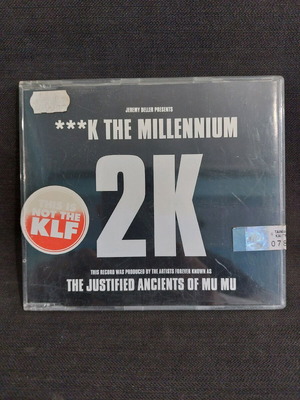 JEREMY DELLER PRESENTS
***K THE MILLENNIUM
2K
THIS IS
NOT THE
KLF
THIS RECORD WAS PRODUCED BY THE ARTISTS FOREVER KNOWN AS
THE JUSTIFIED ANCIENTS OF MU MU
078